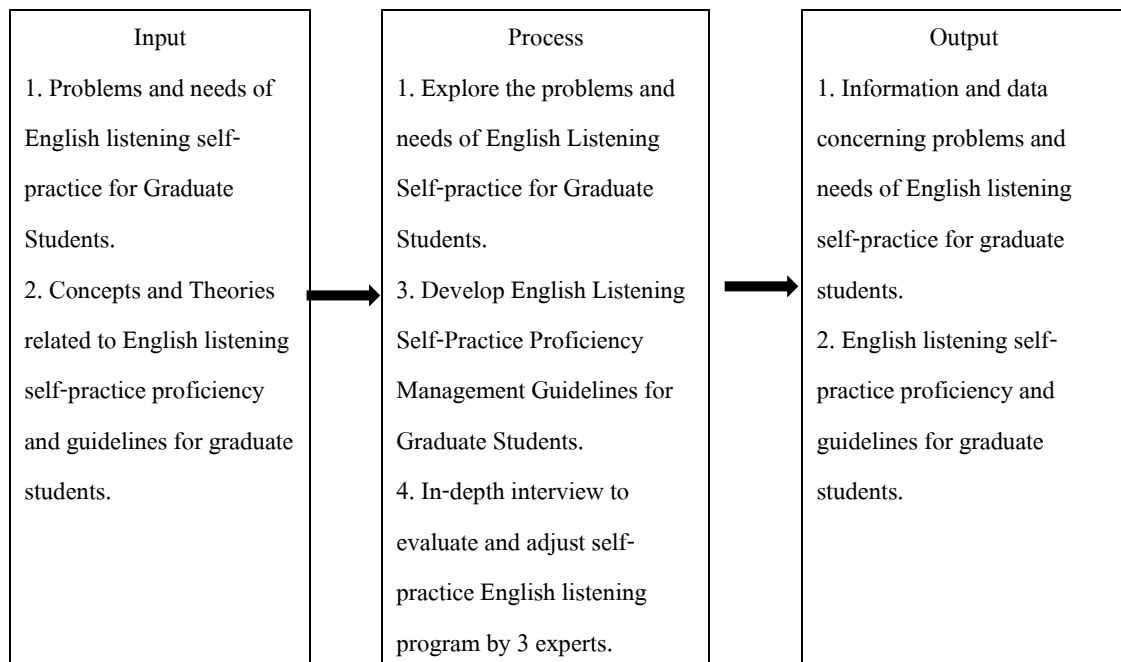 Input
1. Problems and needs of
English listening self-
practice for Graduate
Students.
2. Concepts and Theories
related to English listening
self-practice proficiency
and guidelines for graduate
students.
Process
1. Explore the problems and
needs of English Listening
Self-practice for Graduate
Students.
3. Develop English Listening
Self-Practice Proficiency
Management Guidelines for
Graduate Students.
4. In-depth interview to
evaluate and adjust self-
practice English listening
program by 3 experts.
Output
1. Information and data
concerning problems and
needs of English listening
self-practice for graduate
students.
2. English listening self-
practice proficiency and
guidelines for graduate
students.